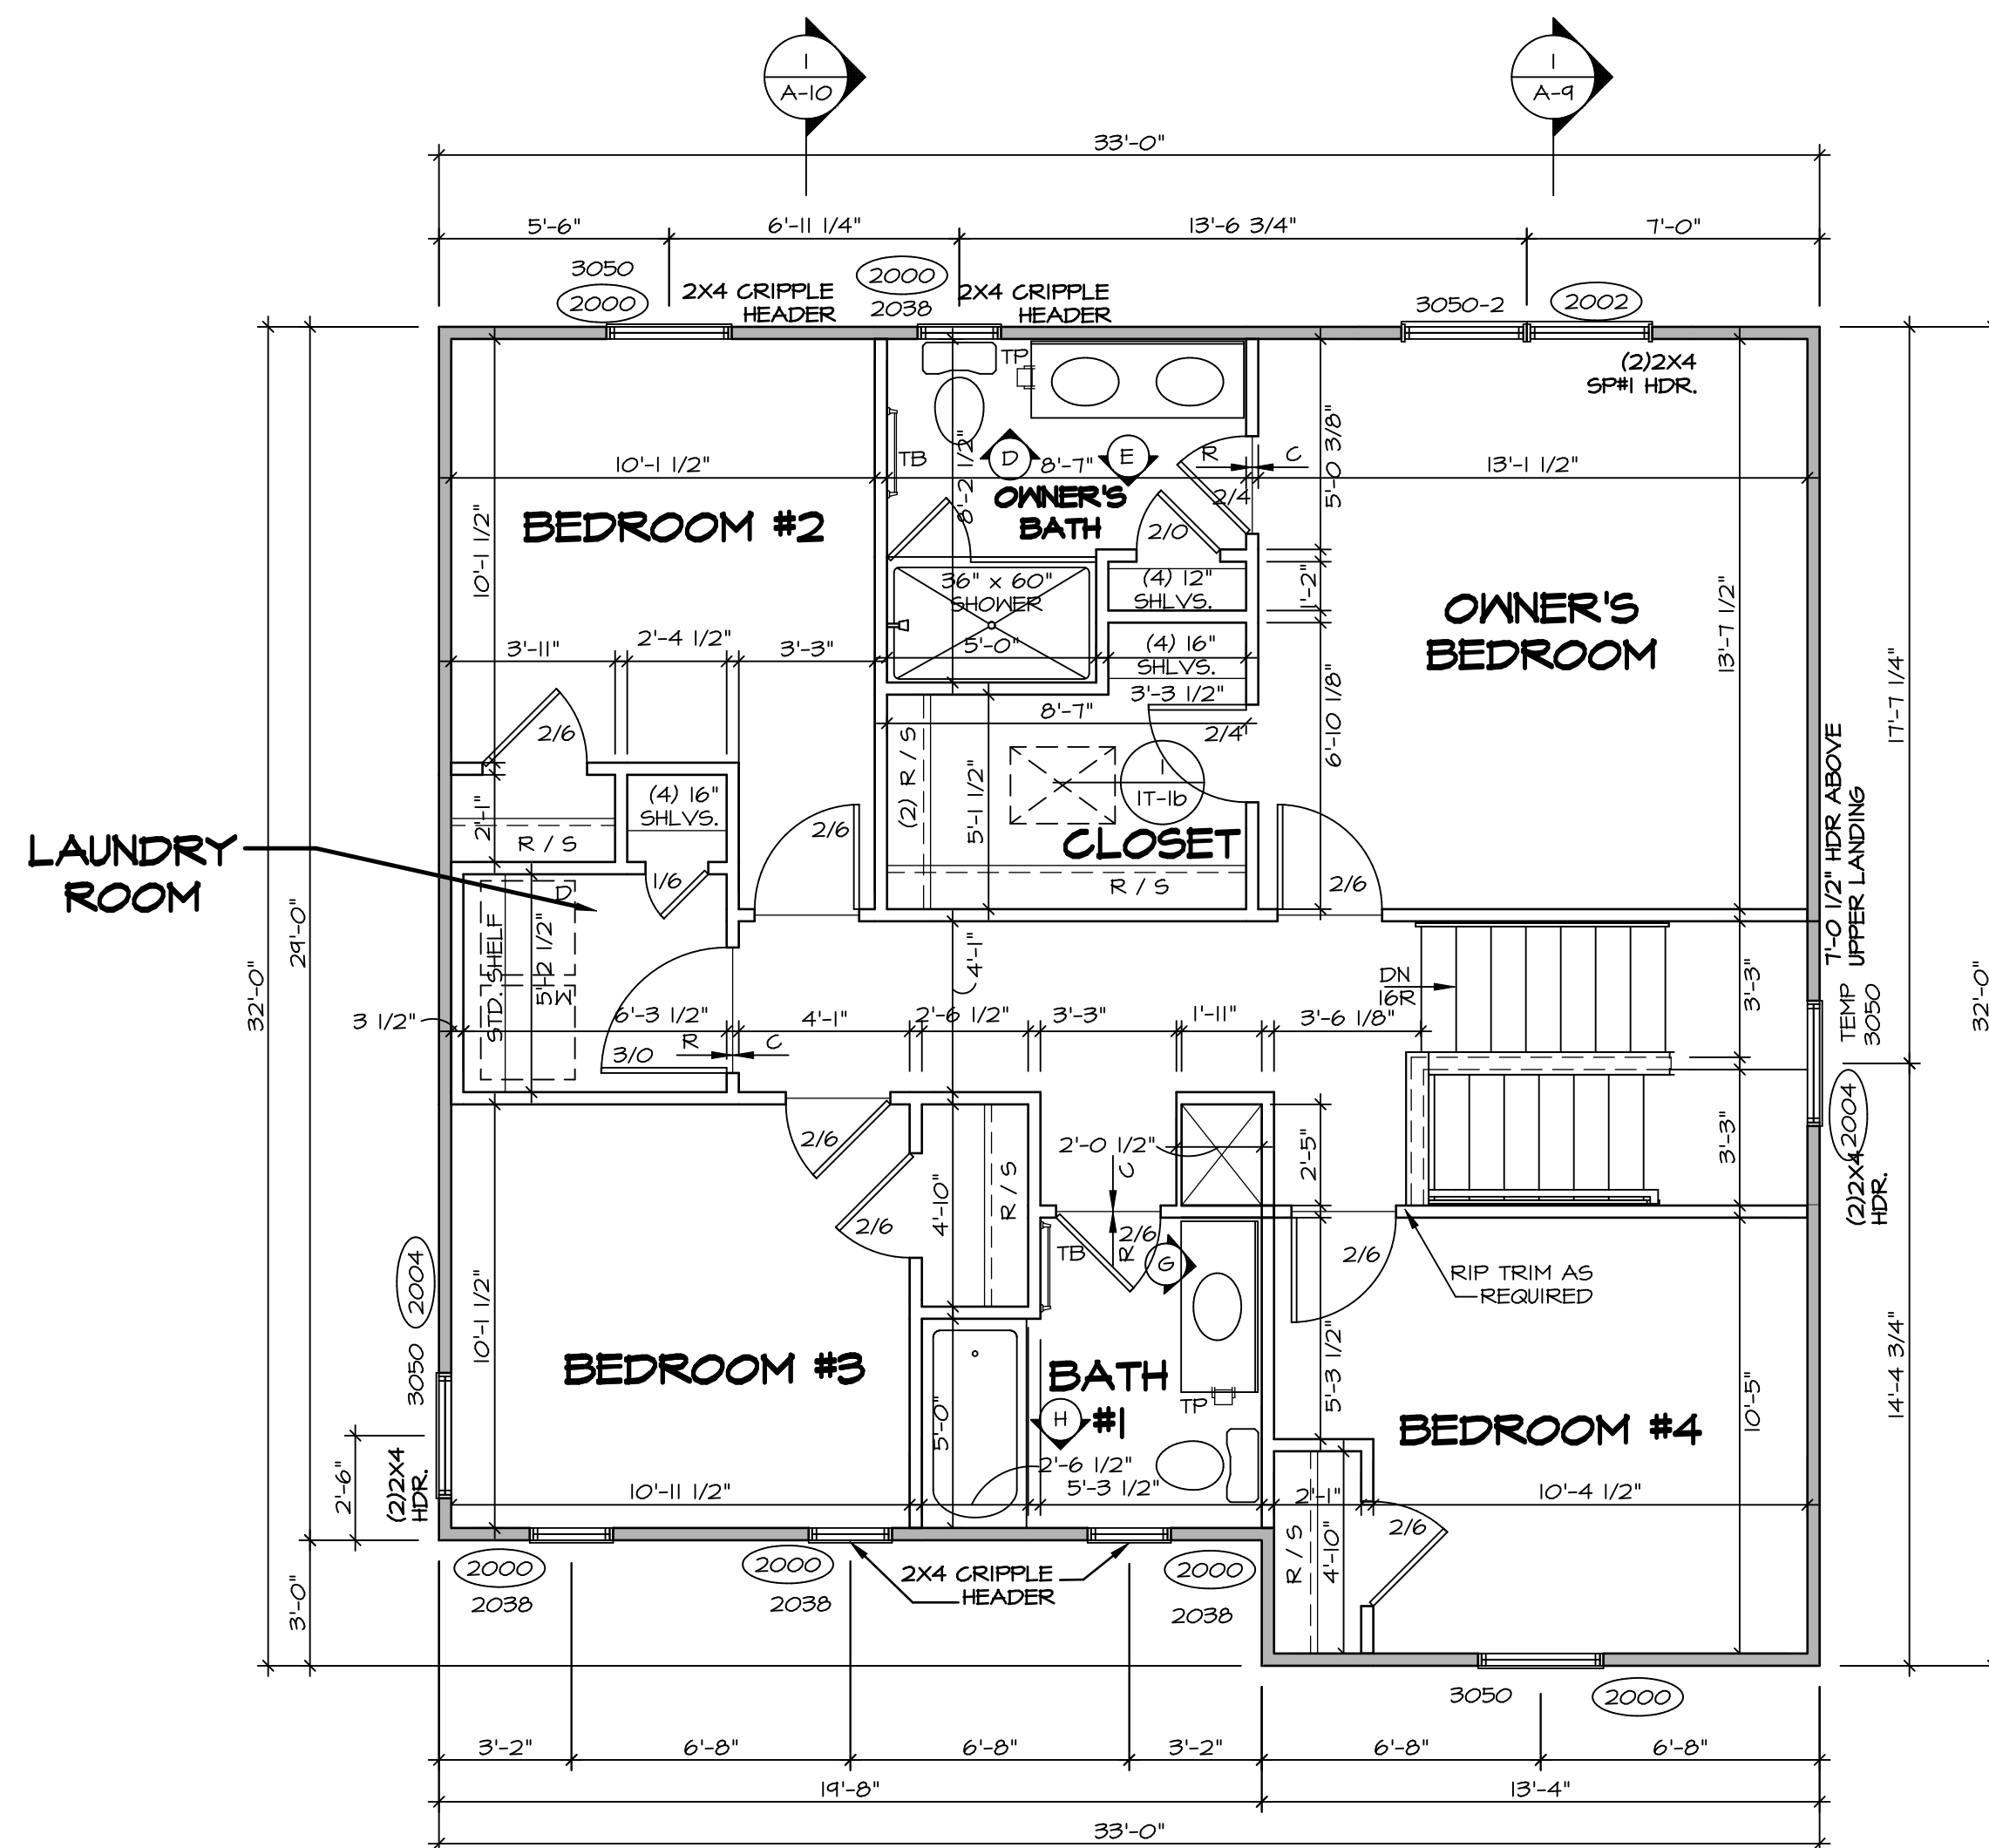 1
A-10
1
A-9
33'-0"
5'-6"
6'-11 1/4"
13'-6 3/4"
7'-0"
3050
2000
2X4 CRIPPLE
HEADER
2000
2038
2X4 CRIPPLE
HEADER
3050-2
2002
(2)2X4
SP#1 HDR.
TP
TB
D
E
R
C
10'-1 1/2"
8'-2 1/2"
8'-7"
5'-0 3/8"
13'-1 1/2"
BEDROOM #2
OWNER'S
BATH
2/4
2/0
10'-1 1/2"
36" x 60"
SHOWER
(4) 12"
SHLVS.
1'-2"
OWNER'S
BEDROOM
13'-7 1/2"
3'-11"
2'-4 1/2"
3'-3"
5'-0"
(4) 16"
SHLVS.
3'-3 1/2"
17'-7 1/4"
2/6
8'-7"
2/4
6'-10 1/8"
(2) R / S
5'-1 1/2"
1
1T-1b
CLOSET
R / S
2'-1"
(4) 16"
SHLVS.
R / S
2/6
2/6
1/6
LAUNDRY
ROOM
7'-0 1/2" HDR ABOVE
UPPER LANDING
32'-0"
29'-0"
D
W
STD. SHELF
5'-2 1/2"
4'-1"
DN
16R
3'-3"
TEMP
3050
32'-0"
3 1/2"
6'-3 1/2"
4'-1"
2'-6 1/2"
3'-3"
1'-11"
3'-6 1/8"
3/0
R
C
2004
(2)2X4
HDR.
2/6
2'-0 1/2"
2'-5"
3'-3"
C
R
4'-10"
R / S
2/6
TB
2/6
G
2/6
RIP TRIM AS
REQUIRED
2004
3050
10'-1 1/2"
BEDROOM #3
BATH
#1
H
TP
5'-3 1/2"
BEDROOM #4
10'-5"
14'-4 3/4"
5'-0"
2'-6"
(2)2X4
HDR.
10'-11 1/2"
2'-6 1/2"
5'-3 1/2"
2'-1"
10'-4 1/2"
R / S
4'-10"
2/6
3'-0"
2000
2038
2000
2038
2X4 CRIPPLE
HEADER
2000
2038
3050
2000
3'-2"
6'-8"
6'-8"
3'-2"
6'-8"
6'-8"
19'-8"
13'-4"
33'-0"